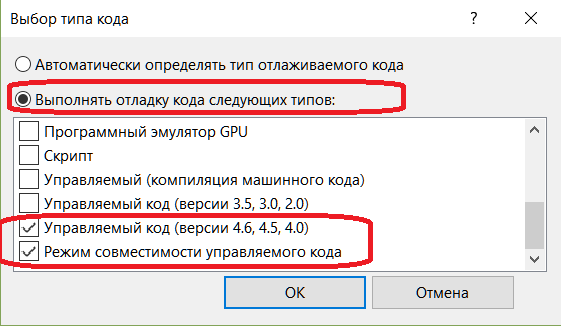 Выбор типа кода
?
Автоматически определять тип отлаживаемого кода
Выполнять отладку кода следующих типов:
Программный эмулятор GPU
Скрипт
Управляемый (компиляция машинного кода)
Управляемый код (версии 3.5, 3.0, 2.0)
Управляемый код (версии 4.6, 4.5, 4.0)
Режим совместимости управляемого кода
OK Отмена